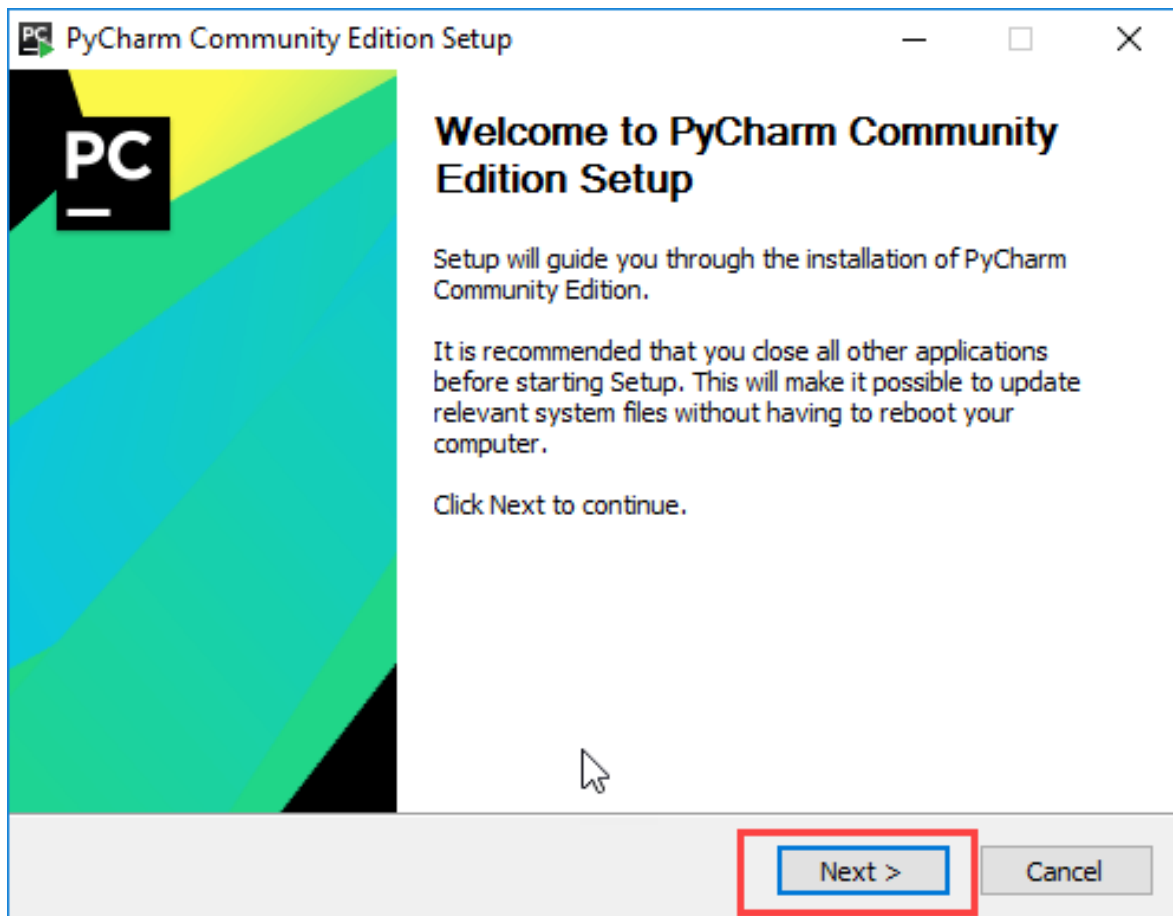 PyCharm Community Edition Setup
PC
Welcome to PyCharm Community
Edition Setup
Setup will guide you through the installation of PyCharm
Community Edition.
It is recommended that you close all other applications
before starting Setup. This will make it possible to update
relevant system files without having to reboot your
computer.
Click Next to continue.
Next >
Cancel